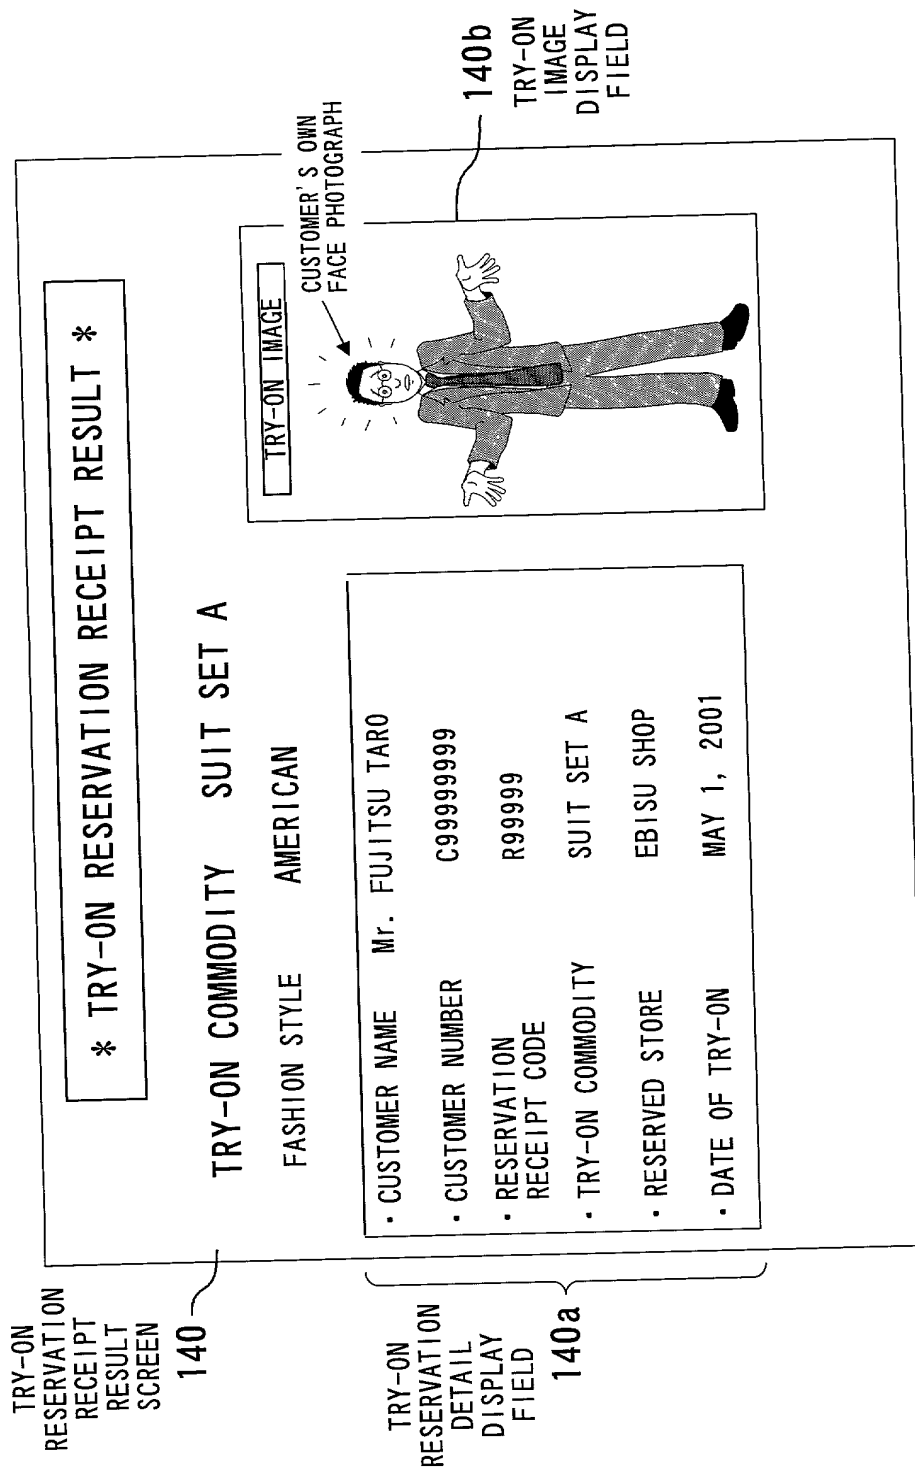 TRY-ON
RESERVATION
RECEIPT
RESULT
SCREEN
140
* TRY-ON RESERVATION RECEIPT RESULT *
TRY-ON COMMODITY SUIT SET A
FASHION STYLE AMERICAN
TRY-ON IMAGE
CUSTOMER'S OWN
FACE PHOTOGRAPH
140b
TRY-ON
IMAGE
DISPLAY
FIELD
TRY-ON
RESERVATION
DETAIL
DISPLAY
FIELD
140a
・CUSTOMER NAME Mr. FUJITSU TARO
・CUSTOMER NUMBER C99999999
・RESERVATION
RECEIPT CODE R99999
・TRY-ON COMMODITY SUIT SET A
・RESERVED STORE EBISU SHOP
・DATE OF TRY-ON MAY 1, 2001